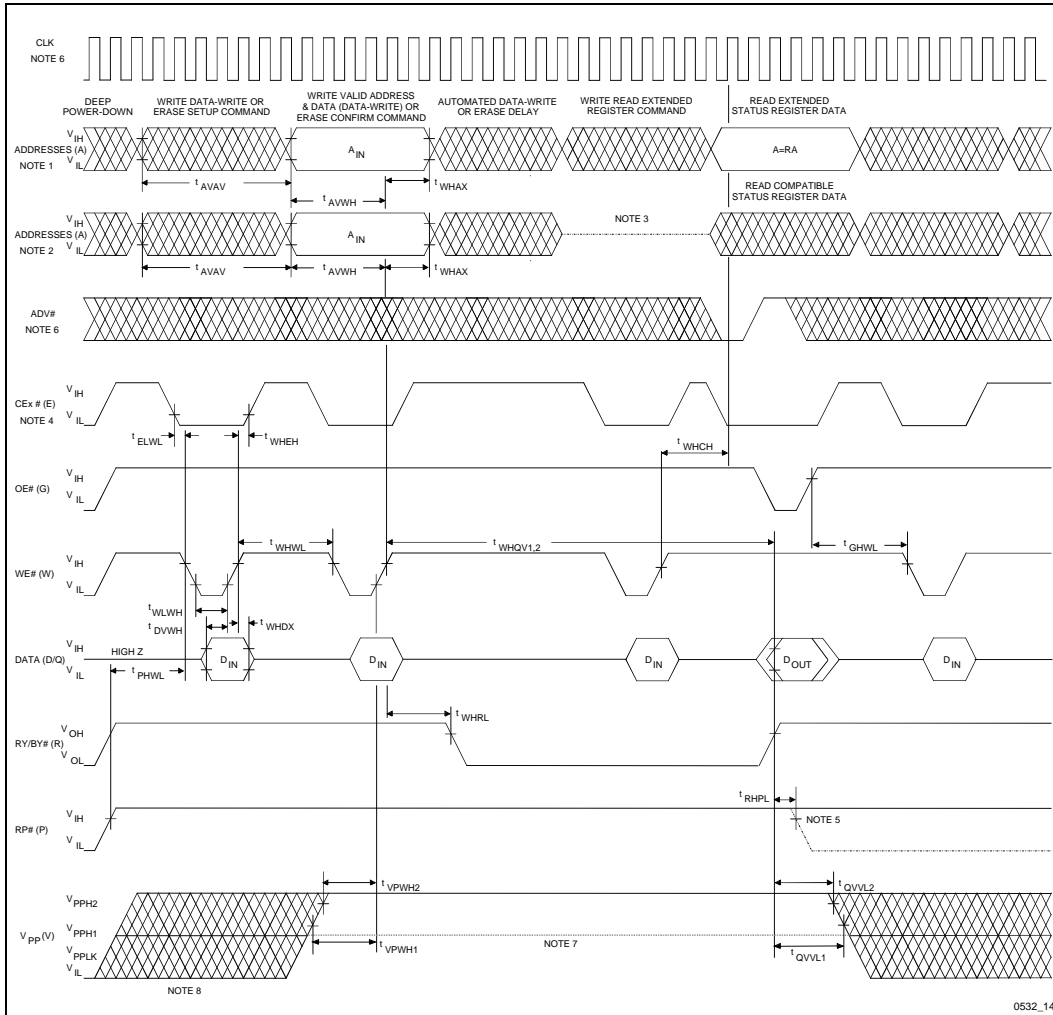 CLK
NOTE 6
DEEP
POWER-DOWN
WRITE DATA-WRITE OR
ERASE SETUP COMMAND
WRITE VALID ADDRESS
& DATA (DATA-WRITE) OR
ERASE CONFIRM COMMAND
AUTOMATED DATA-WRITE
OR ERASE DELAY
WRITE READ EXTENDED
REGISTER COMMAND
READ EXTENDED
STATUS REGISTER DATA
V IH
ADDRESSES (A)
NOTE 1
V IL
A IN
A=RA
t AVAV
t AVWH
t WHAX
READ COMPATIBLE
STATUS REGISTER DATA
V IH
ADDRESSES (A)
NOTE 2
V IL
A IN
NOTE 3
t AVAV
t AVWH
t WHAX
ADV#
NOTE 6
V IH
CEx # (E)
NOTE 4
V IL
t ELWL
t WHEH
t WHCH
V IH
OE# (G)
V IL
t WHWL
t WHQV1,2
t GHWL
V IH
WE# (W)
V IL
t WLWH
t DVWH
t WHDX
V IH
DATA (D/Q)
V IL
HIGH Z
D IN
D IN
D IN
D OUT
D IN
t PHWL
t WHRL
V OH
RY/BY# (R)
V OL
t RHPL
V IH
RP# (P)
V IL
NOTE 5
t VPWH2
t QVVL2
V PPH2
V PP (V)
V PPH1
V PPLK
V IL
t VPWH1
NOTE 7
t QVVL1
NOTE 8
0532_14